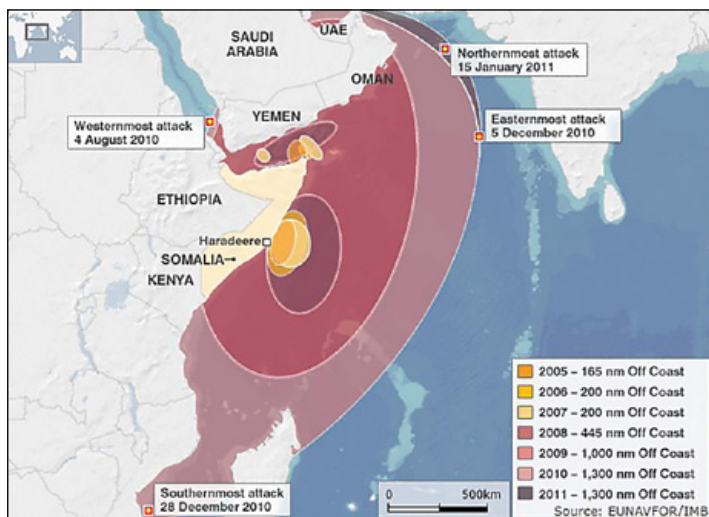 SAUDI
ARABIA
UAE
OMAN
Northernmost attack
15 January 2011
Westernmost attack
4 August 2010
YEMEN
Easternmost attack
5 December 2010
ETHIOPIA
Haradeere
SOMALIA
KENYA
2005 – 165 nm Off Coast
2006 – 200 nm Off Coast
2007 – 200 nm Off Coast
2008 – 445 nm Off Coast
2009 – 1,000 nm Off Coast
2010 – 1,300 nm Off Coast
2011 – 1,300 nm Off Coast
Southernmost attack
28 December 2010
0 500km
Source: EUNAVFOR/IMB